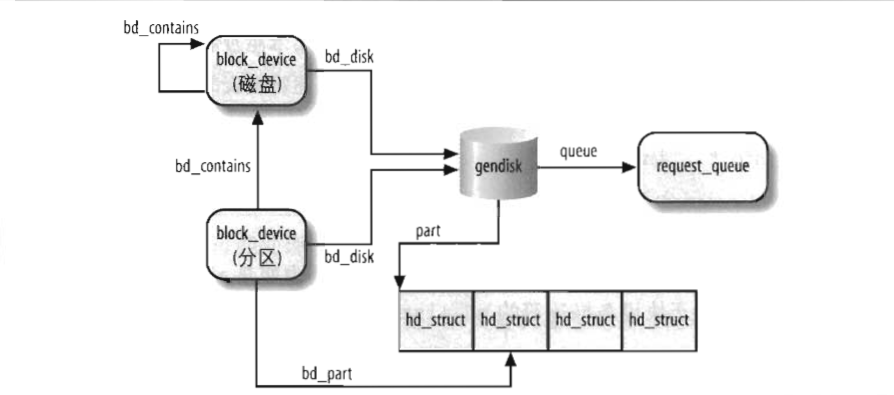 bd_contains
block_device
(磁盘)
bd_disk
bd_contains
gendisk
queue
request_queue
block_device
(分区)
bd_disk
part
hd_struct
hd_struct
hd_struct
hd_struct
bd_part